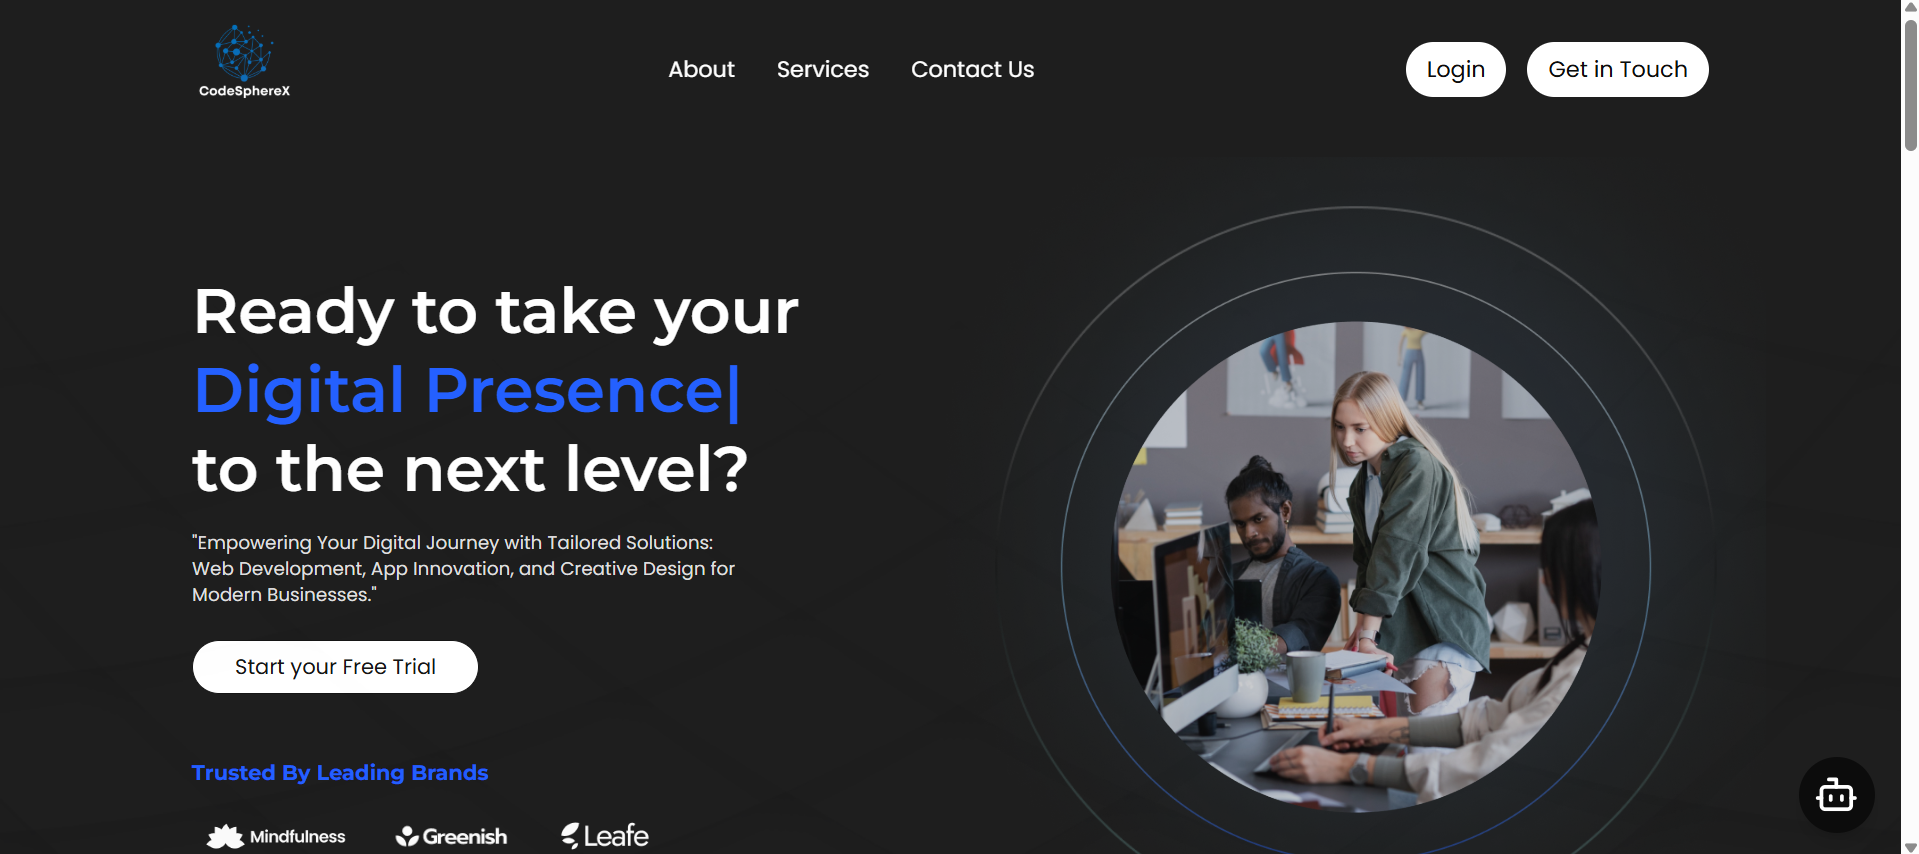 CodeSphereX
About
Services
Contact Us
Login
Get in Touch
Ready to take your
Digital Presence|
to the next level?
"Empowering Your Digital Journey with Tailored Solutions:
Web Development, App Innovation, and Creative Design for
Modern Businesses."
Start your Free Trial
Trusted By Leading Brands
Mindfulness
Greenish
Leafe